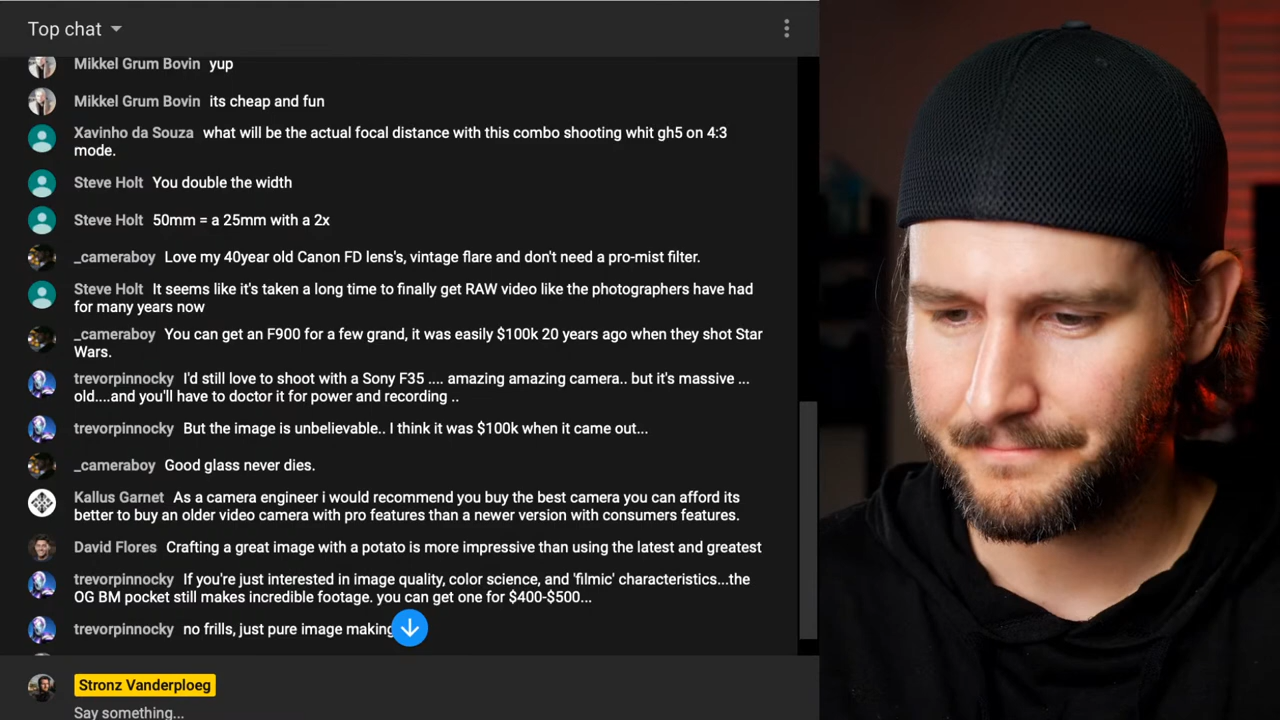 Top chat
Mikkel Grum Bovin yup
Mikkel Grum Bovin its cheap and fun
Xavinho da Souza what will be the actual focal distance with this combo shooting whit gh5 on 4:3
mode.
Steve Holt You double the width
Steve Holt 50mm = a 25mm with a 2x
_cameraboy Love my 40year old Canon FD lens's, vintage flare and don't need a pro-mist filter.
Steve Holt It seems like it's taken a long time to finally get RAW video like the photographers have had
for many years now
_cameraboy You can get an F900 for a few grand, it was easily $100k 20 years ago when they shot Star
Wars.
trevorpinnocky I'd still love to shoot with a Sony F35 .... amazing amazing camera.. but it's massive ...
old....and you'll have to doctor it for power and recording ..
trevorpinnocky But the image is unbelievable.. I think it was $100k when it came out...
_cameraboy Good glass never dies.
Kallus Garnet As a camera engineer i would recommend you buy the best camera you can afford its
better to buy an older video camera with pro features than a newer version with consumers features.
David Flores Crafting a great image with a potato is more impressive than using the latest and greatest
trevorpinnocky If you're just interested in image quality, color science, and 'filmic' characteristics...the
OG BM pocket still makes incredible footage. you can get one for $400-$500...
trevorpinnocky no frills, just pure image making
Stronz Vanderploeg
Say something...